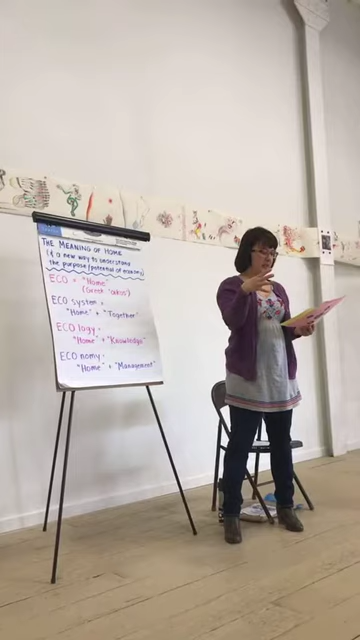 THE MEANING OF HOME
(& a new way to understand
the purpose/potential of economy)
ECO = "Home"
(Greek "oikos")
ECO system =
"Home" + "Together"
ECO logy =
"Home" + "Knowledge"
ECO nomy =
"Home" + "Management"